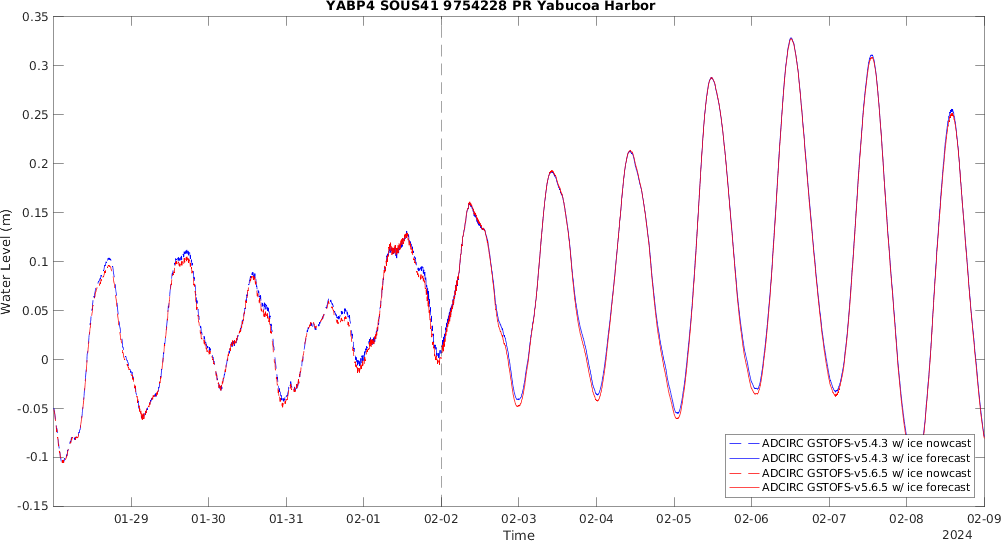 YABP4 SOUS41 9754228 PR Yabucoa Harbor
0.35
0.3
0.25
0.2
0.15
0.1
0.05
0
-0.05
-0.1
-0.15
Water Level (m)
01-29 01-30 01-31 02-01 02-02 02-03 02-04 02-05 02-06 02-07 02-08 02-09
Time
2024
ADCIRC GSTOFS-v5.4.3 w/ ice nowcast
ADCIRC GSTOFS-v5.4.3 w/ ice forecast
ADCIRC GSTOFS-v5.6.5 w/ ice nowcast
ADCIRC GSTOFS-v5.6.5 w/ ice forecast